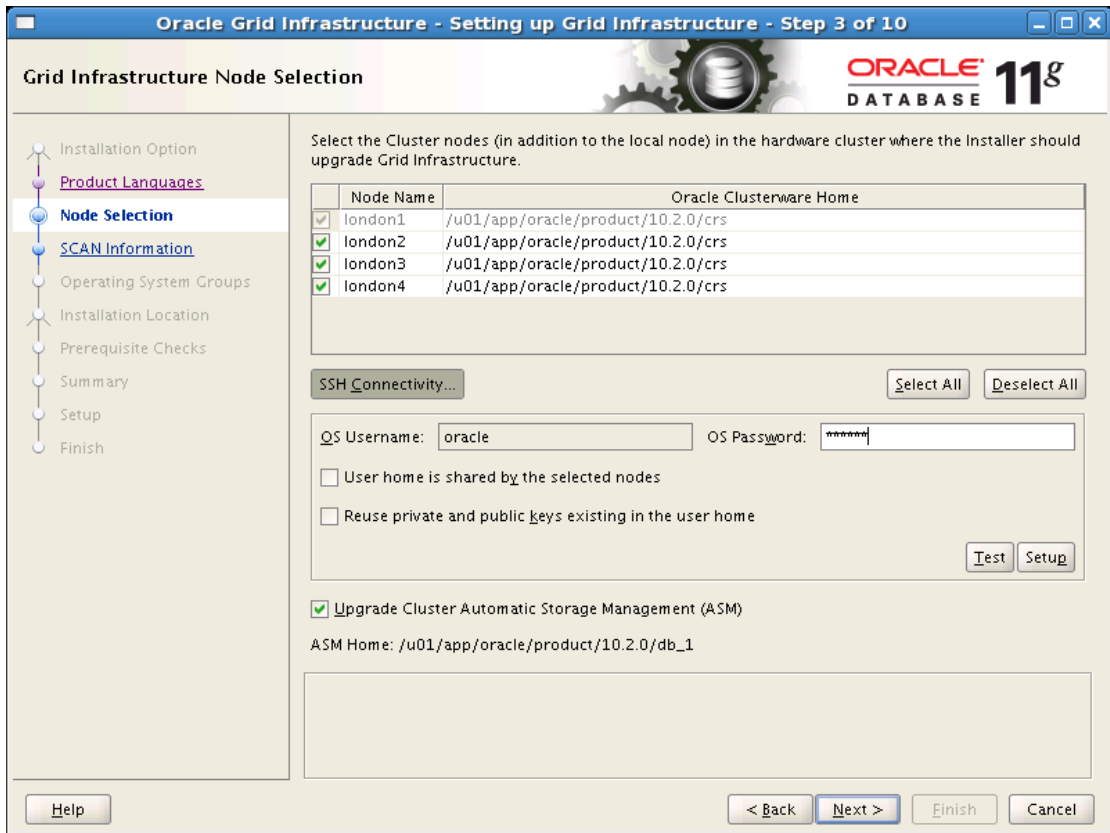 Oracle Grid Infrastructure - Setting up Grid Infrastructure - Step 3 of 10
Grid Infrastructure Node Selection
ORACLE
DATABASE
11g
Installation Option
Product Languages
Node Selection
SCAN Information
Operating System Groups
Installation Location
Prerequisite Checks
Summary
Setup
Finish
Select the Cluster nodes (in addition to the local node) in the hardware cluster where the Installer should
upgrade Grid Infrastructure.
Node Name Oracle Clusterware Home
london1 /u01/app/oracle/product/10.2.0/crs
london2 /u01/app/oracle/product/10.2.0/crs
london3 /u01/app/oracle/product/10.2.0/crs
london4 /u01/app/oracle/product/10.2.0/crs
SSH Connectivity... Select All Deselect All
OS Username: oracle OS Password: ******
User home is shared by the selected nodes
Reuse private and public keys existing in the user home
Test Setup
Upgrade Cluster Automatic Storage Management (ASM)
ASM Home: /u01/app/oracle/product/10.2.0/db_1
Help < Back Next > Finish Cancel